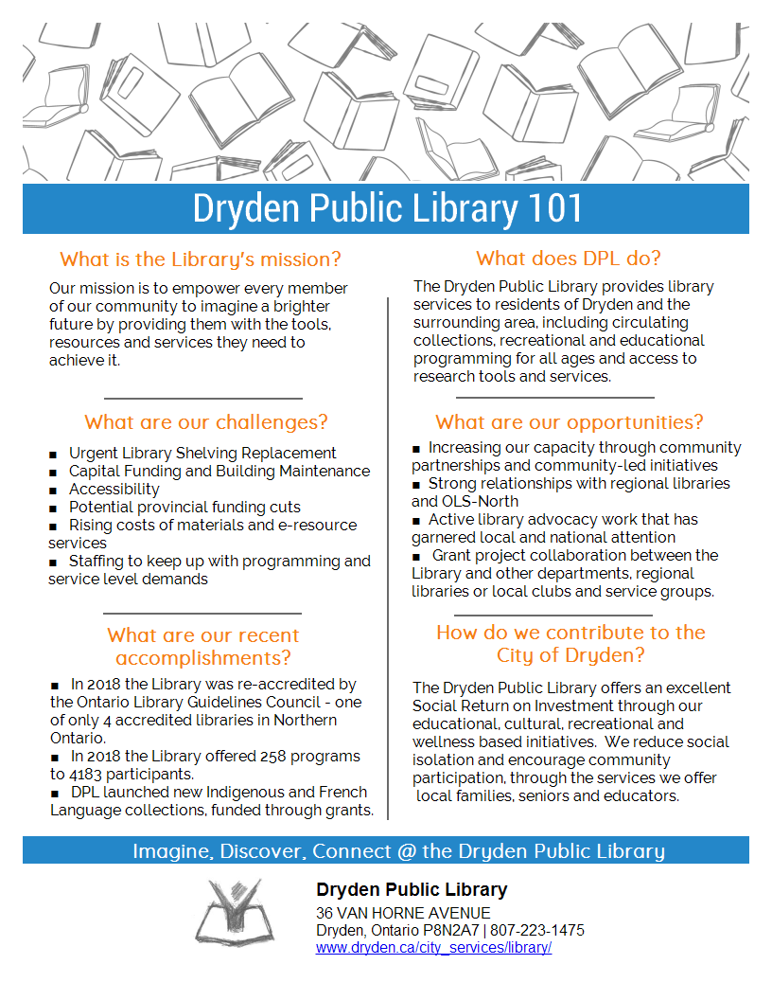 Dryden Public Library 101
What is the Library's mission?
Our mission is to empower every member
of our community to imagine a brighter
future by providing them with the tools,
resources and services they need to
achieve it.
What are our challenges?
▪ Urgent Library Shelving Replacement
▪ Capital Funding and Building Maintenance
▪ Accessibility
▪ Potential provincial funding cuts
▪ Rising costs of materials and e-resource
services
▪ Staffing to keep up with programming and
service level demands
What are our recent
accomplishments?
▪ In 2018 the Library was re-accredited by
the Ontario Library Guidelines Council - one
of only 4 accredited libraries in Northern
Ontario.
▪ In 2018 the Library offered 258 programs
to 4183 participants.
▪ DPL launched new Indigenous and French
Language collections, funded through grants.
What does DPL do?
The Dryden Public Library provides library
services to residents of Dryden and the
surrounding area, including circulating
collections, recreational and educational
programming for all ages and access to
research tools and services.
What are our opportunities?
▪ Increasing our capacity through community
partnerships and community-led initiatives
▪ Strong relationships with regional libraries
and OLS-North
▪ Active library advocacy work that has
garnered local and national attention
▪ Grant project collaboration between the
Library and other departments, regional
libraries or local clubs and service groups.
How do we contribute to the
City of Dryden?
The Dryden Public Library offers an excellent
Social Return on Investment through our
educational, cultural, recreational and
wellness based initiatives. We reduce social
isolation and encourage community
participation, through the services we offer
local families, seniors and educators.
Imagine, Discover, Connect @ the Dryden Public Library
Dryden Public Library
36 VAN HORNE AVENUE
Dryden, Ontario P8N2A7 | 807-223-1475
www.dryden.ca/city_services/library/